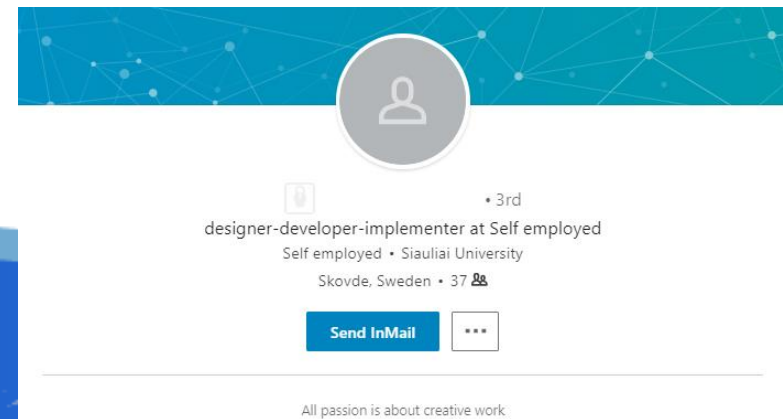 • 3rd
designer-developer-implementer at Self employed
Self employed • Siauliai University
Skovde, Sweden • 37
Send InMail
All passion is about creative work